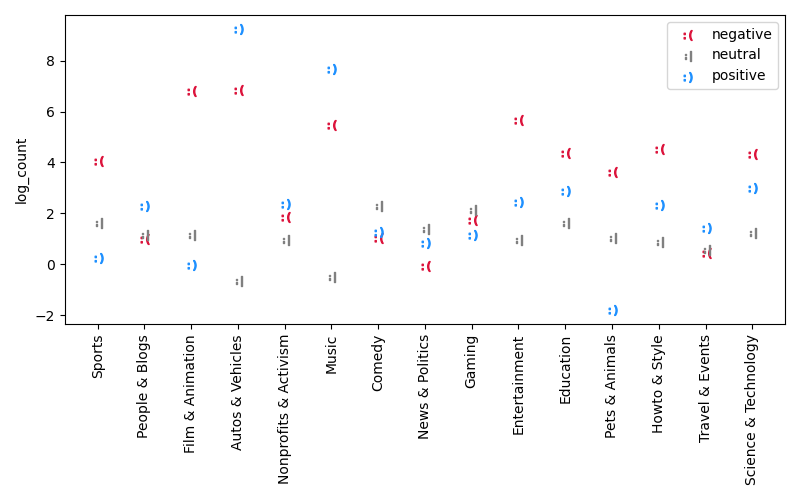 :( negative
:| neutral
:) positive
log_count
8
6
4
2
0
−2
Sports
People & Blogs
Film & Animation
Autos & Vehicles
Nonprofits & Activism
Music
Comedy
News & Politics
Gaming
Entertainment
Education
Pets & Animals
Howto & Style
Travel & Events
Science & Technology